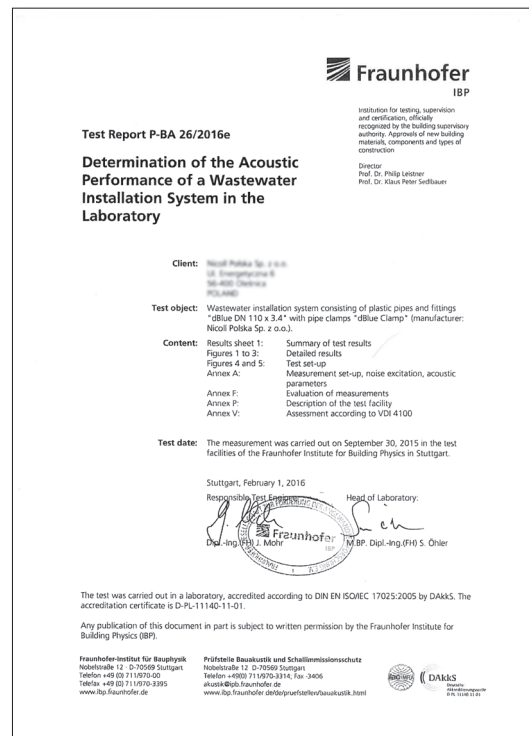 Fraunhofer
IBP
Institution for testing, supervision
and certification, officially
recognized by the building supervisory
authority. Approvals of new building
materials, components and types of
construction
Director
Prof. Dr. Philip Leistner
Prof. Dr. Klaus Peter Sedlbauer
Test Report P-BA 26/2016e
Determination of the Acoustic
Performance of a Wastewater
Installation System in the
Laboratory
Client:
Test object: Wastewater installation system consisting of plastic pipes and fittings
"dBlue DN 110 x 3.4" with pipe clamps "dBlue Clamp" (manufacturer:
Nicoll Polska Sp. z o.o.).
Content: Results sheet 1: Summary of test results
Figures 1 to 3: Detailed results
Figures 4 and 5: Test set-up
Annex A: Measurement set-up, noise excitation, acoustic
parameters
Annex F: Evaluation of measurements
Annex P: Description of the test facility
Annex V: Assessment according to VDI 4100
Test date: The measurement was carried out on September 30, 2015 in the test
facilities of the Fraunhofer Institute for Building Physics in Stuttgart.
Stuttgart, February 1, 2016
Responsible Test Engineer: Head of Laboratory:
Fraunhofer
IBP
Dipl.-Ing.(FH) J. Mohr M.BP. Dipl.-Ing.(FH) S. Öhler
The test was carried out in a laboratory, accredited according to DIN EN ISO/IEC 17025:2005 by DAkkS. The
accreditation certificate is D-PL-11140-11-01.
Any publication of this document in part is subject to written permission by the Fraunhofer Institute for
Building Physics (IBP).
Fraunhofer-Institut für Bauphysik
Nobelstraße 12 · D-70569 Stuttgart
Telefon +49 (0) 711/970-00
Telefax +49 (0) 711/970-3395
www.ibp.fraunhofer.de
Prüfstelle Bauakustik und Schallimmissionsschutz
Nobelstraße 12 · D-70569 Stuttgart
Telefon +49(0) 711/970-3314; Fax -3406
akustik@ipb.fraunhofer.de
www.ibp.fraunhofer.de/de/pruefstellen/bauakustik.html
DAkkS
Deutsche
Akkreditierungsstelle
D PL 11140 11 01